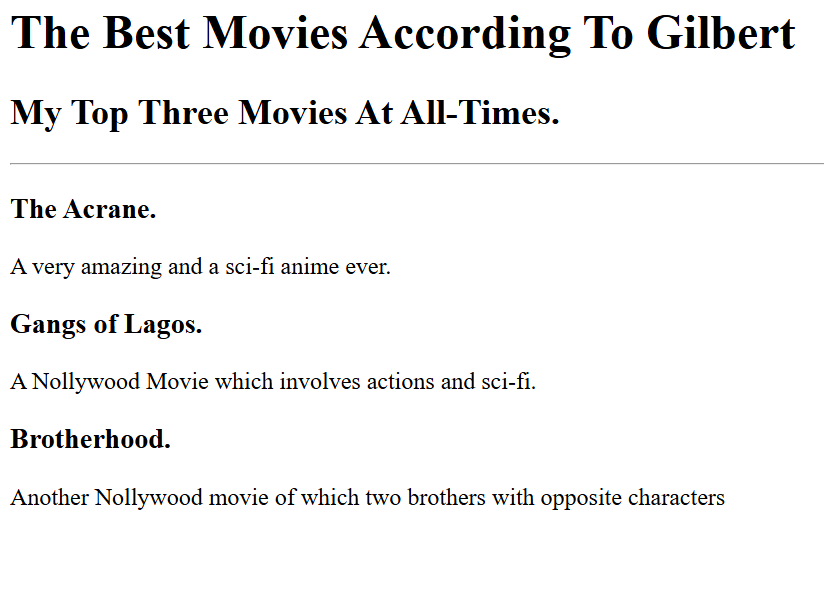 The Best Movies According To Gilbert
My Top Three Movies At All-Times.
The Acrane.
A very amazing and a sci-fi anime ever.
Gangs of Lagos.
A Nollywood Movie which involves actions and sci-fi.
Brotherhood.
Another Nollywood movie of which two brothers with opposite characters